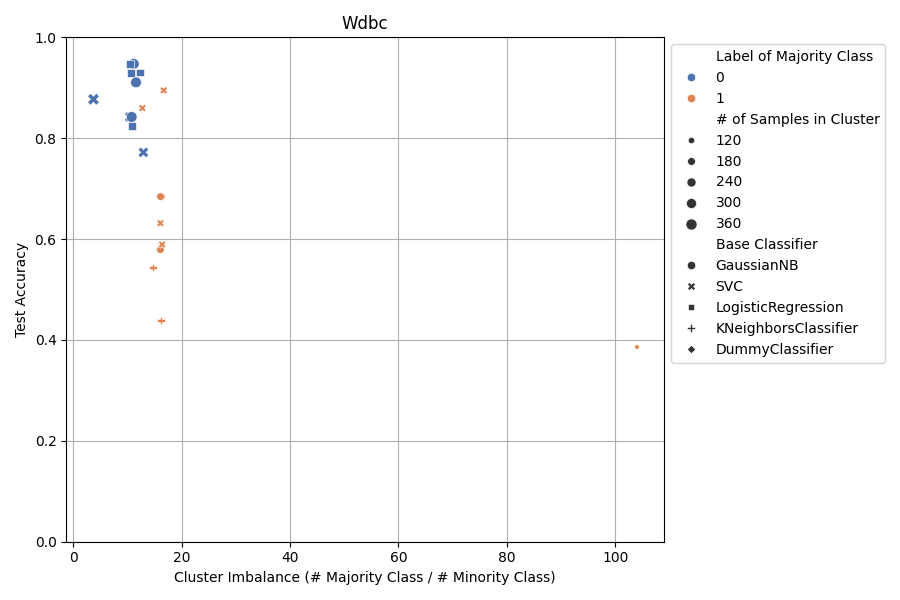 Wdbc
1.0
0.8
0.6
0.4
0.2
0.0
Test Accuracy
0
20
40
60
80
100
Cluster Imbalance (# Majority Class / # Minority Class)
Label of Majority Class
0
1
# of Samples in Cluster
120
180
240
300
360
Base Classifier
GaussianNB
SVC
LogisticRegression
KNeighborsClassifier
DummyClassifier